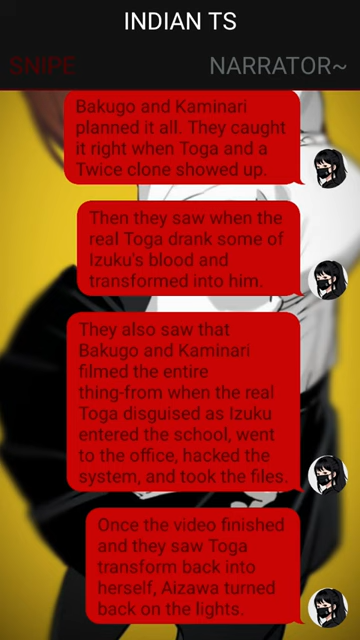 INDIAN TS
SNIPE NARRATOR~
Bakugo and Kaminari
planned it all. They caught
it right when Toga and a
Twice clone showed up.
Then they saw when the
real Toga drank some of
Izuku's blood and
transformed into him.
They also saw that
Bakugo and Kaminari
filmed the entire
thing-from when the real
Toga disguised as Izuku
entered the school, went
to the office, hacked the
system, and took the files.
Once the video finished
and they saw Toga
transform back into
herself, Aizawa turned
back on the lights.